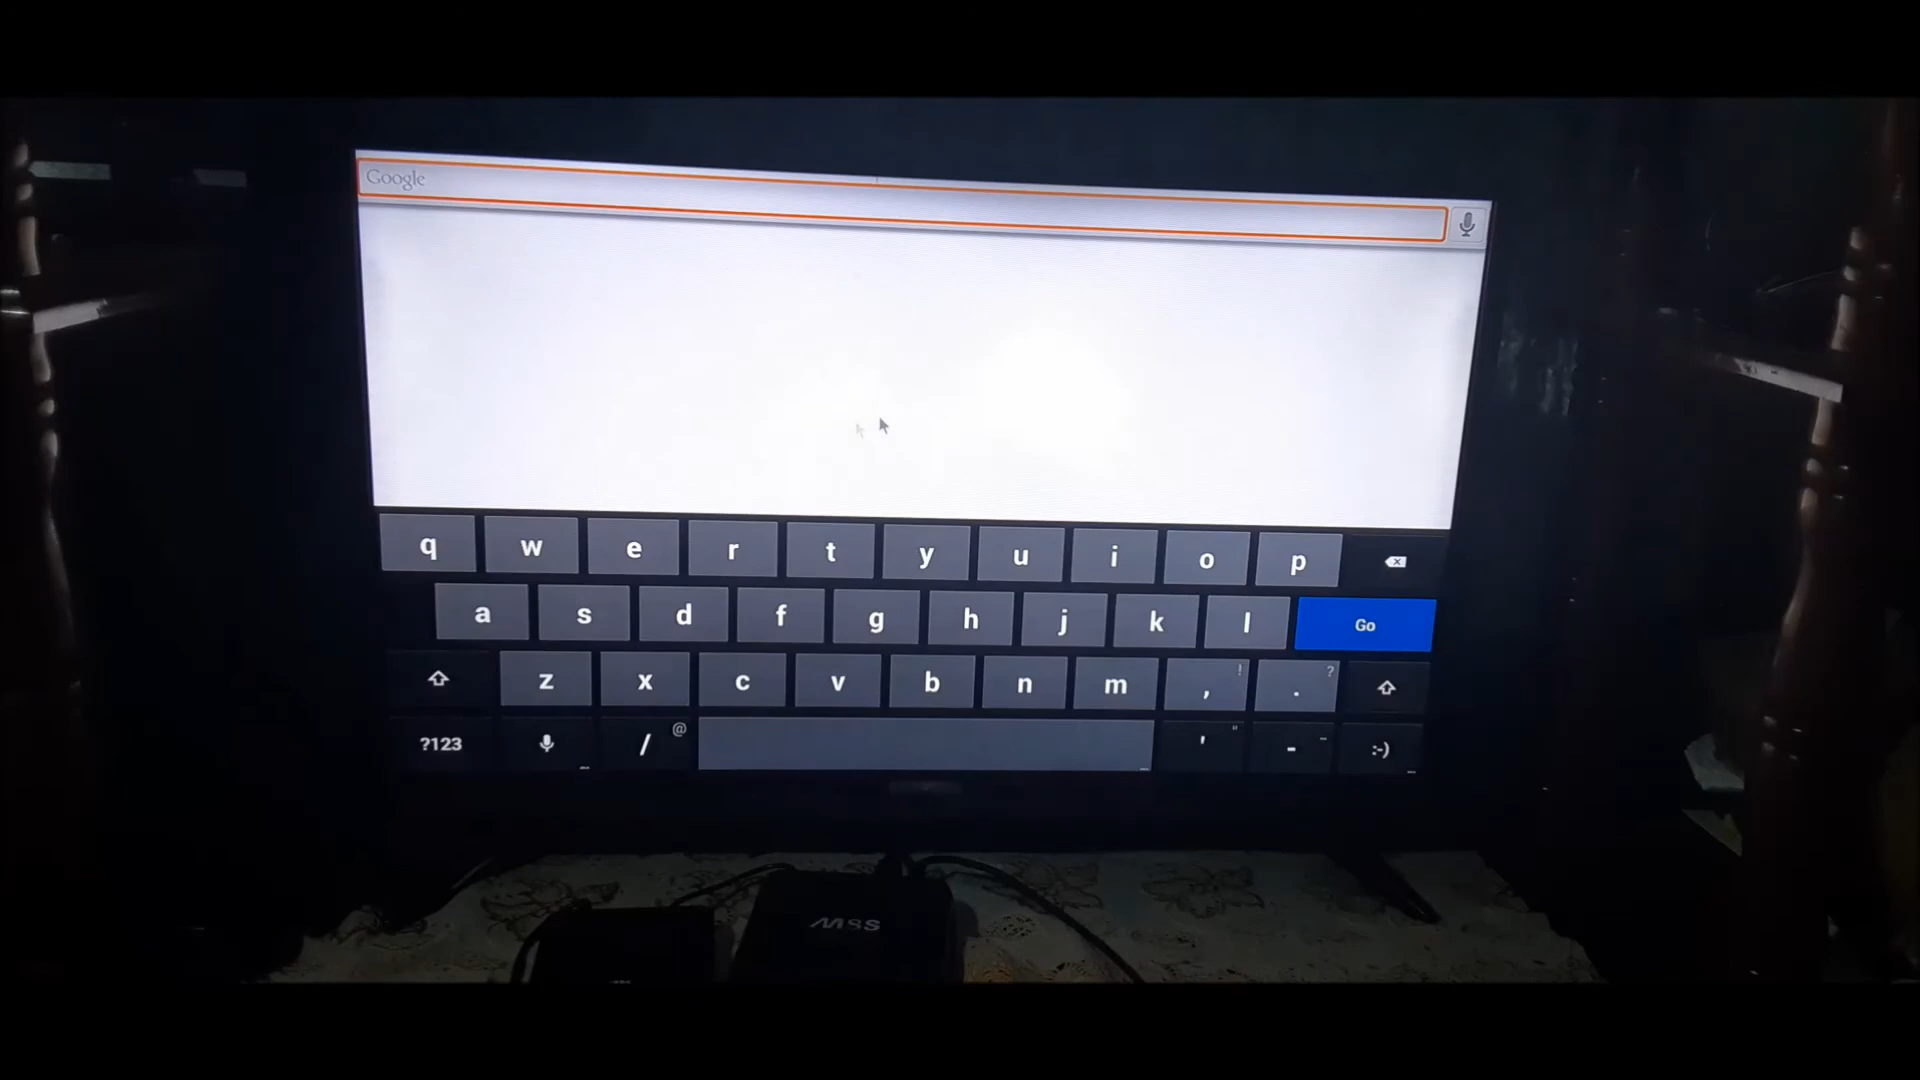 Google
q w e r t y u i o p
a s d f g h j k l Go
z x c v b n m , ! . ?
?123 / @ ' " - _ :-)
M8S